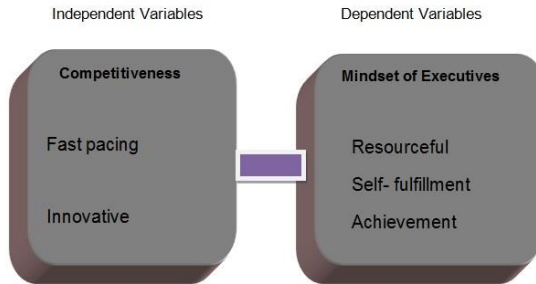 Independent Variables
Dependent Variables
Competitiveness
Fast pacing
Innovative
Mindset of Executives
Resourceful
Self- fulfillment
Achievement